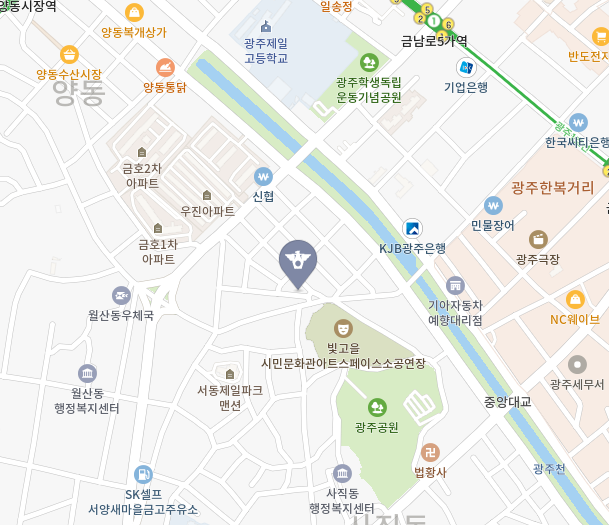 양동시장역
일송정
양동복개상가
5
2
6
1
금남로5가역
광주제일
고등학교
양동수산시장
반도전자
양동
양동통닭
광주학생독립
운동기념공원
기업은행
한국씨티은행
금호2차
아파트
신협
광주한복거리
우진아파트
민물장어
금호1차
아파트
KJB광주은행
광주극장
월산동우체국
기아자동차
예향대리점
NC웨이브
빛고을
시민문화관아트스페이스소공연장
월산동
행정복지센터
서동제일파크
맨션
광주세무서
중앙대교
광주공원
법황사
광주천
SK셀프
서양새마을금고주유소
사직동
행정복지센터
사직동